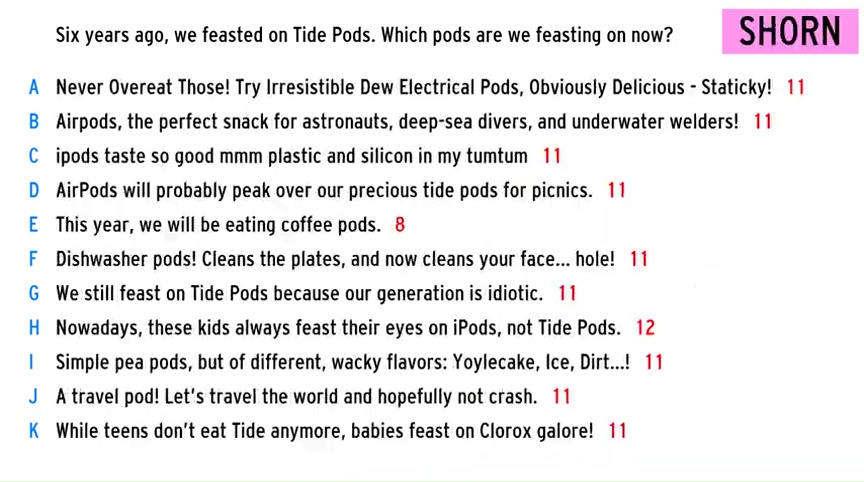 Six years ago, we feasted on Tide Pods. Which pods are we feasting on now?
SHORN
A Never Overeat Those! Try Irresistible Dew Electrical Pods, Obviously Delicious - Staticky! 11
B Airpods, the perfect snack for astronauts, deep-sea divers, and underwater welders! 11
C ipods taste so good mmm plastic and silicon in my tumtum 11
D AirPods will probably peak over our precious tide pods for picnics. 11
E This year, we will be eating coffee pods. 8
F Dishwasher pods! Cleans the plates, and now cleans your face... hole! 11
G We still feast on Tide Pods because our generation is idiotic. 11
H Nowadays, these kids always feast their eyes on iPods, not Tide Pods. 12
I Simple pea pods, but of different, wacky flavors: Yoylecake, Ice, Dirt...! 11
J A travel pod! Let's travel the world and hopefully not crash. 11
K While teens don't eat Tide anymore, babies feast on Clorox galore! 11